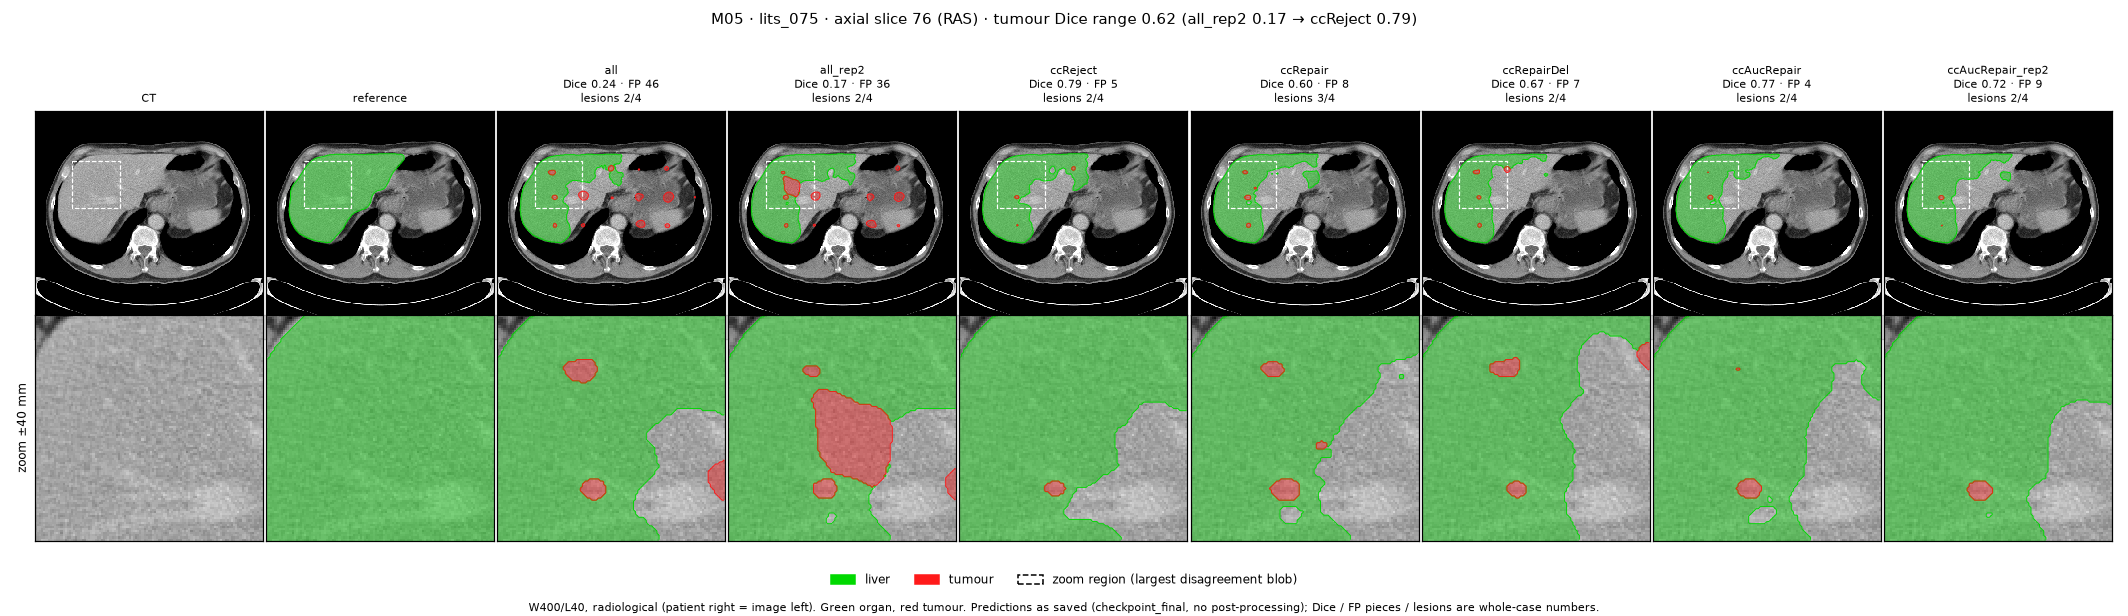 M05 · lits_075 · axial slice 76 (RAS) · tumour Dice range 0.62 (all_rep2 0.17 → ccReject 0.79)
CT
reference
all
Dice 0.24 · FP 46
lesions 2/4
all_rep2
Dice 0.17 · FP 36
lesions 2/4
ccReject
Dice 0.79 · FP 5
lesions 2/4
ccRepair
Dice 0.60 · FP 8
lesions 3/4
ccRepairDel
Dice 0.67 · FP 7
lesions 2/4
ccAucRepair
Dice 0.77 · FP 4
lesions 2/4
ccAucRepair_rep2
Dice 0.72 · FP 9
lesions 2/4
zoom ±40 mm
liver
tumour
zoom region (largest disagreement blob)
W400/L40, radiological (patient right = image left). Green organ, red tumour. Predictions as saved (checkpoint_final, no post-processing); Dice / FP pieces / lesions are whole-case numbers.